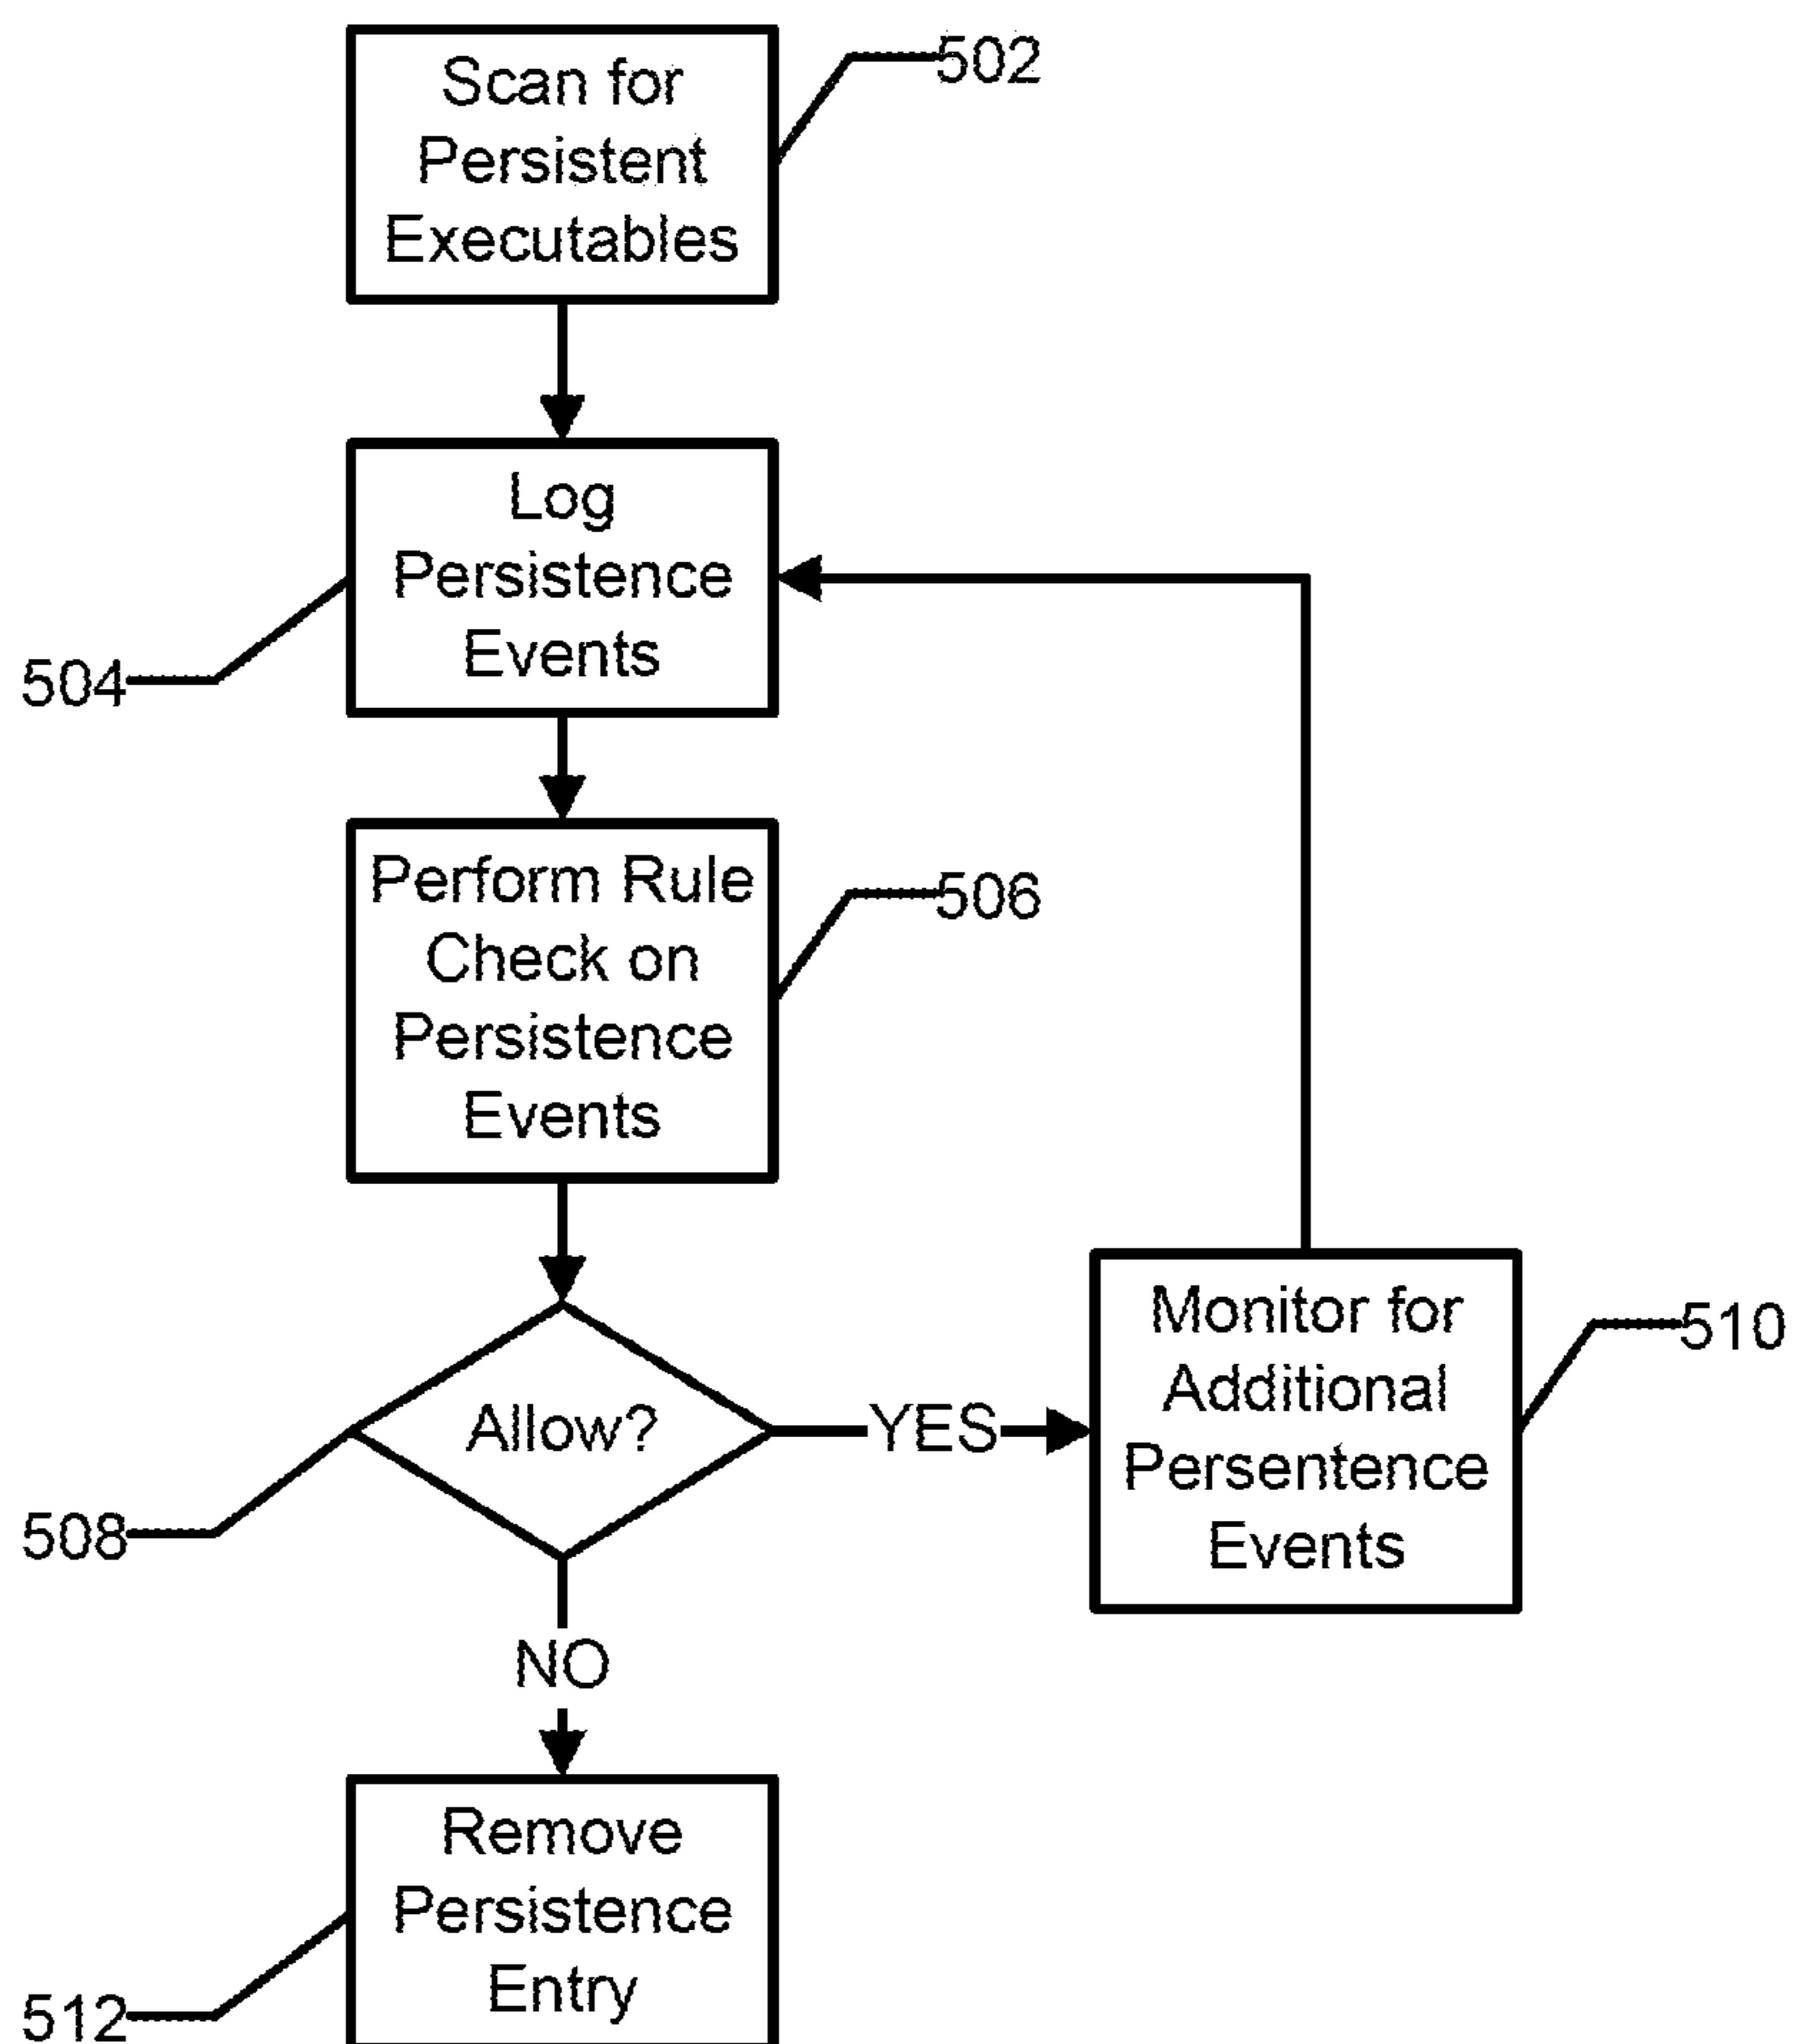 Scan for
Persistent
Executables
502
Log
Persistence
Events
504
Perform Rule
Check on
Persistence
Events
506
Allow?
508
YES
Monitor for
Additional
Persentence
Events
510
NO
Remove
Persistence
Entry
512